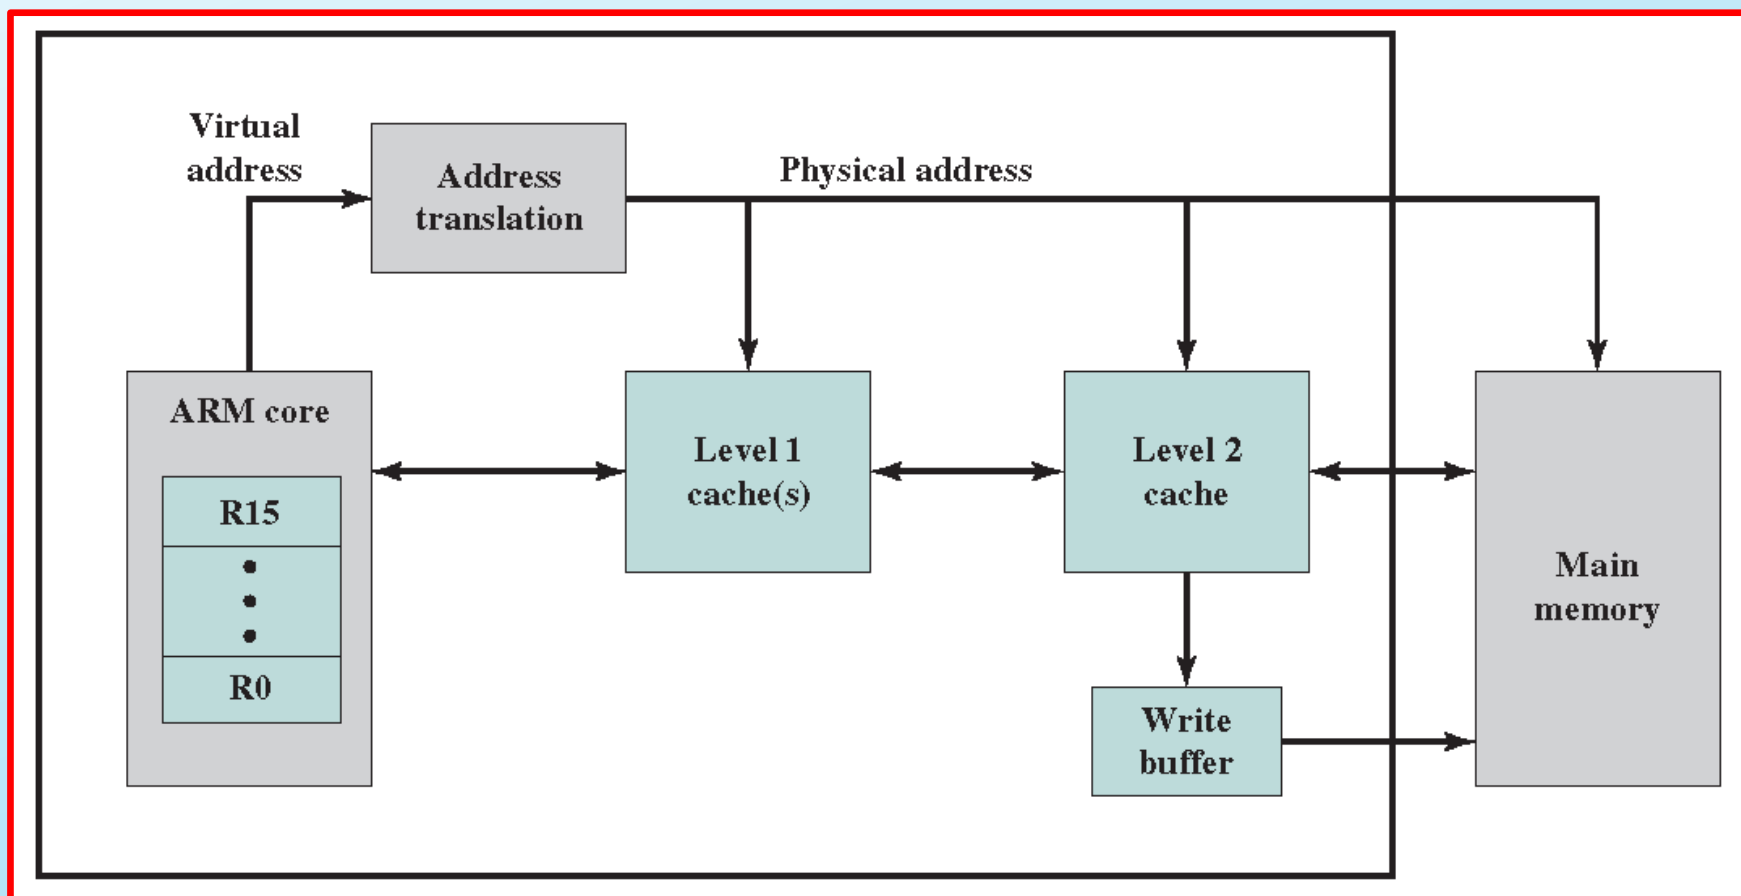 Virtual
address
Address
translation
Physical address
ARM core
R15
R0
Level 1
cache(s)
Level 2
cache
Write
buffer
Main
memory